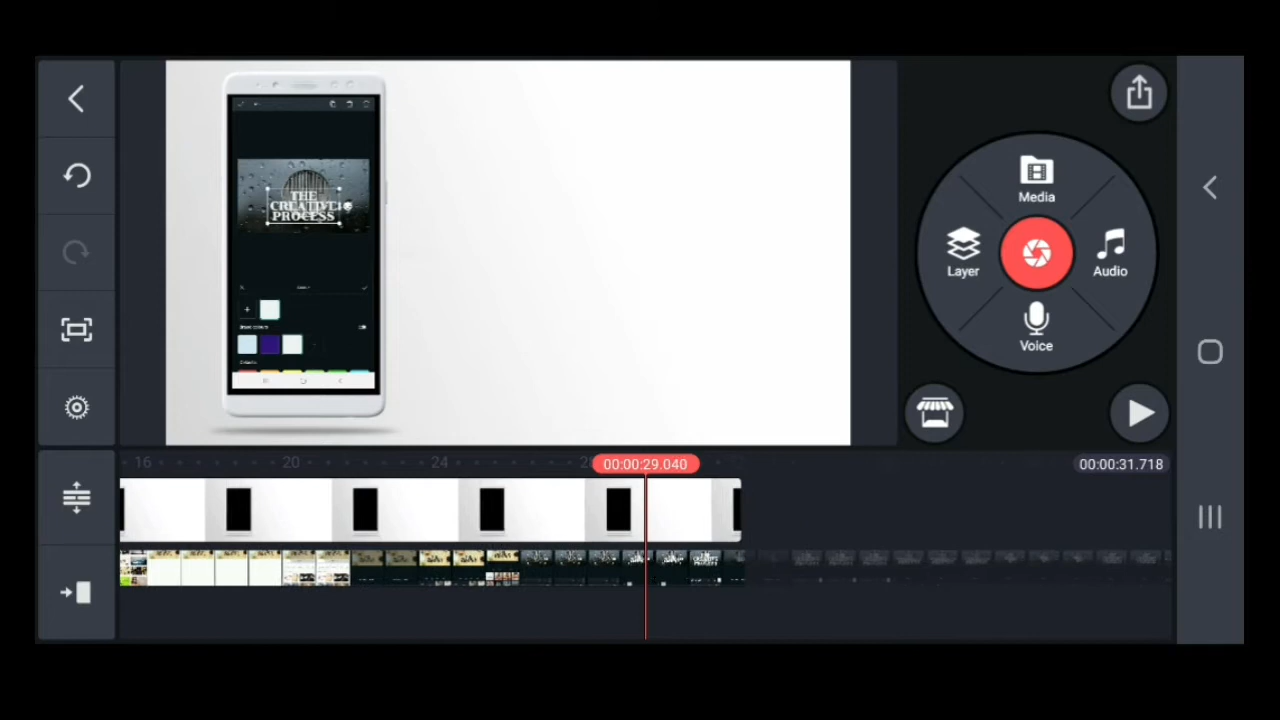 Media
Layer
Audio
Voice
THE
CREATIVE
PROCESS
16
20
24
00:00:29.040
00:00:31.718